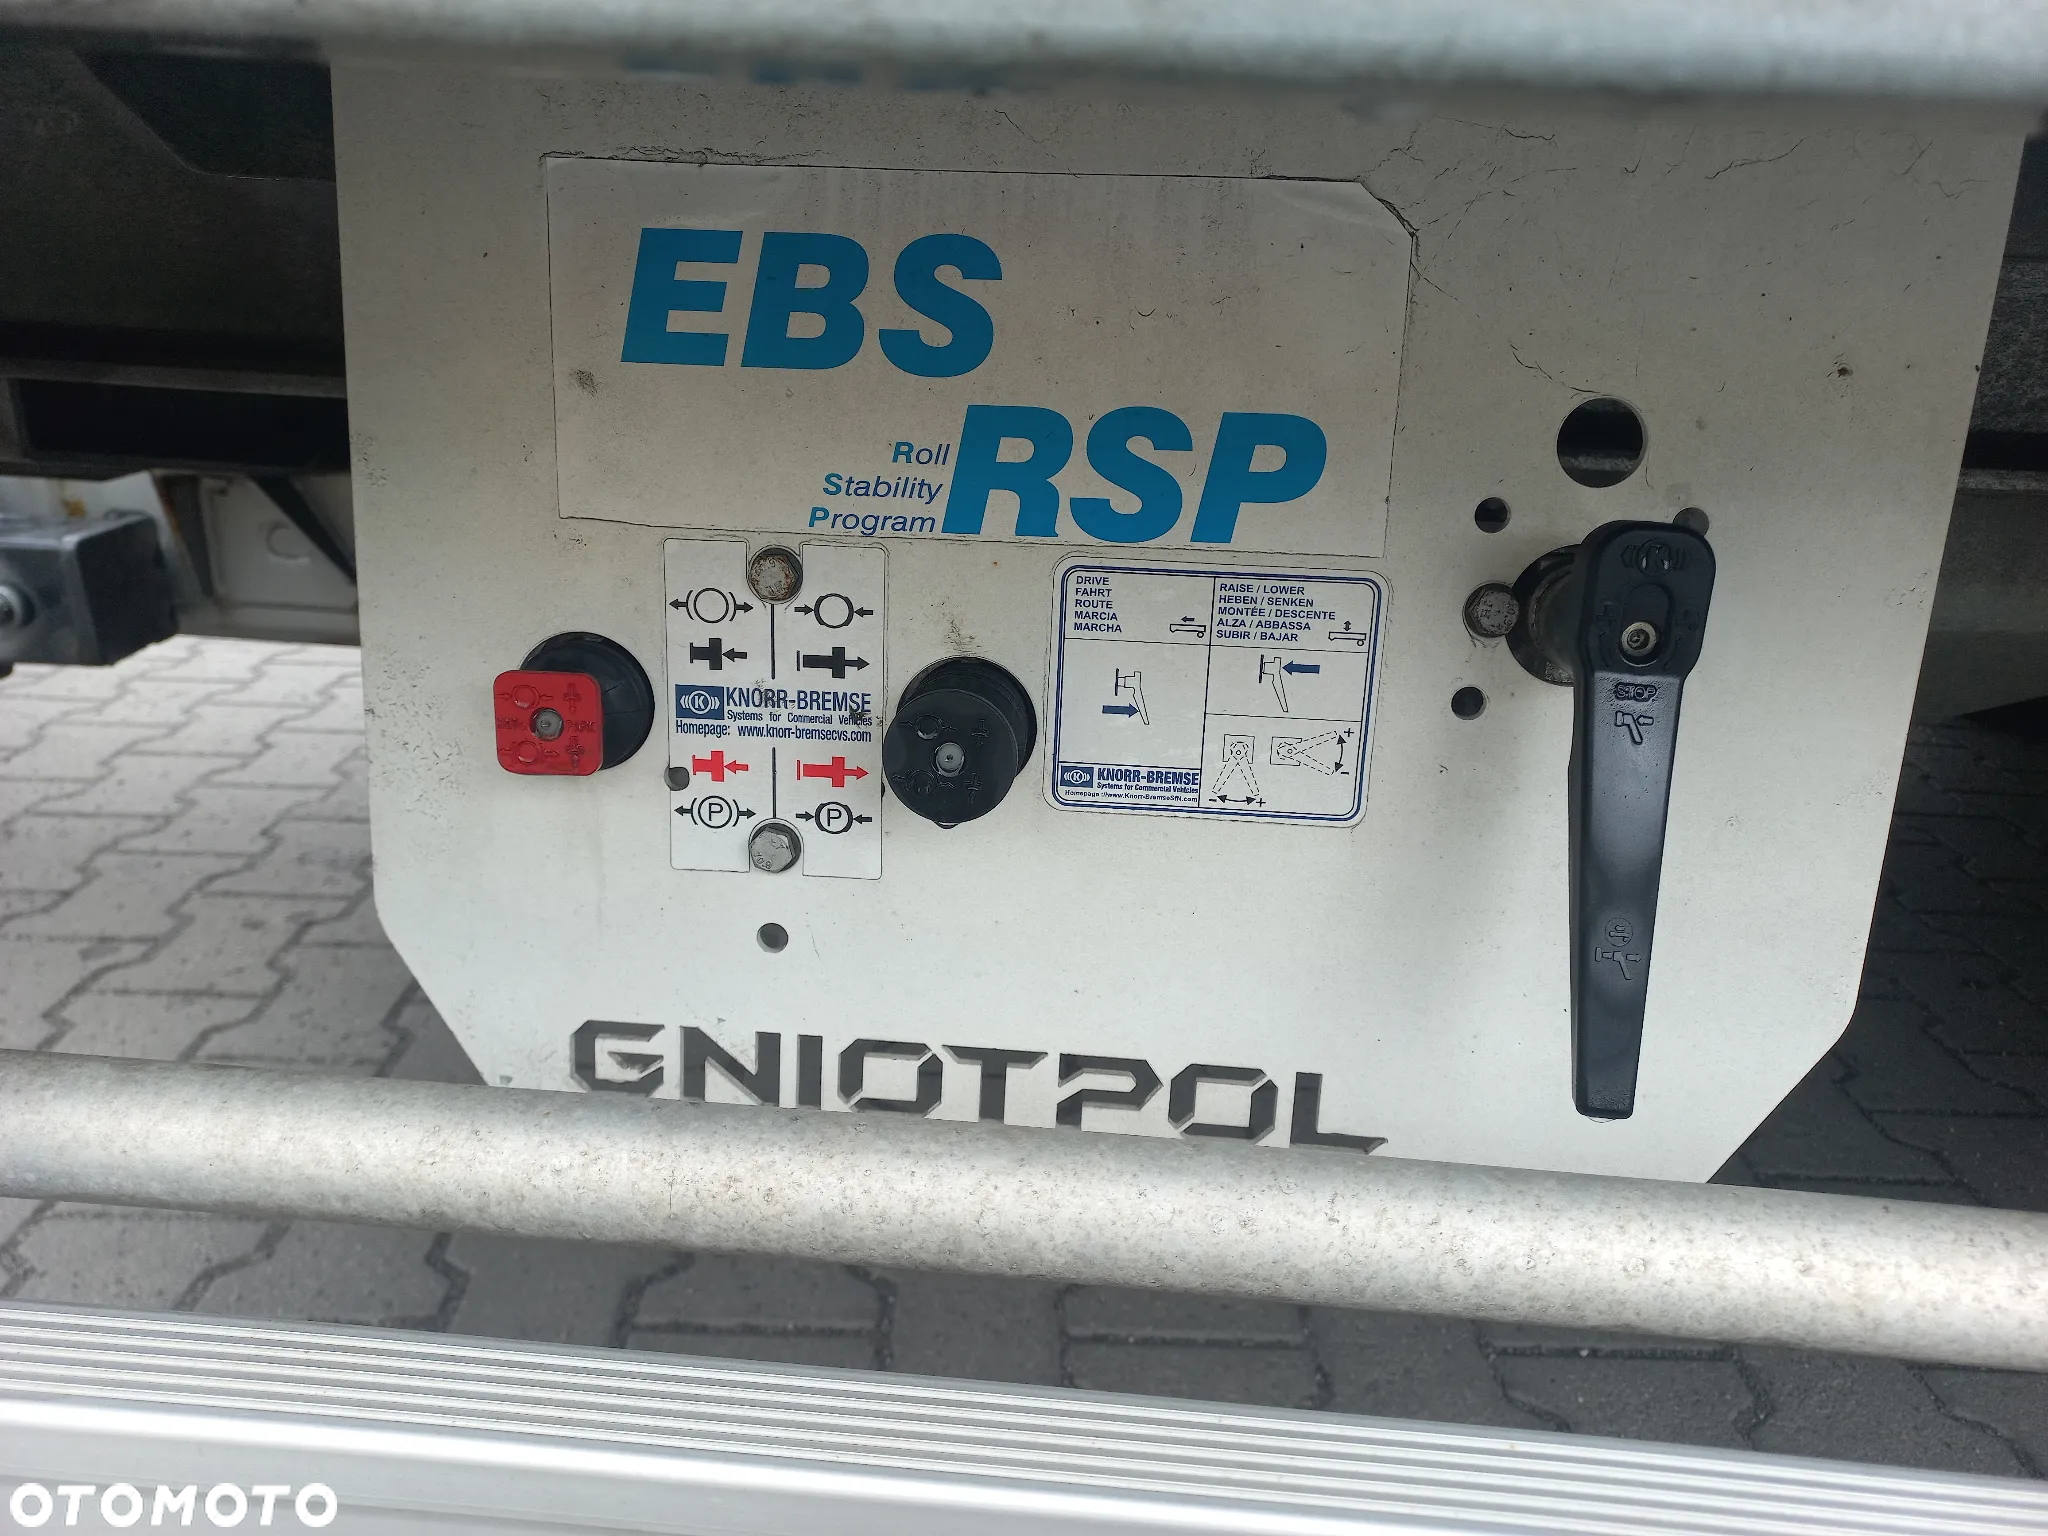 EBS
Roll
Stability
Program
RSP
KNORR-BREMSE
Systems for Commercial Vehicles
Homepage: www.knorr-bremsecvs.com
P
P
DRIVE
FAHRT
ROUTE
MARCIA
MARCHA
RAISE / LOWER
HEBEN / SENKEN
MONTÉE / DESCENTE
ALZA / ABBASSA
SUBIR / BAJAR
K KNORR-BREMSE
Systems for Commercial Vehicles
STOP
GNIOTPOL
OTOMOTO